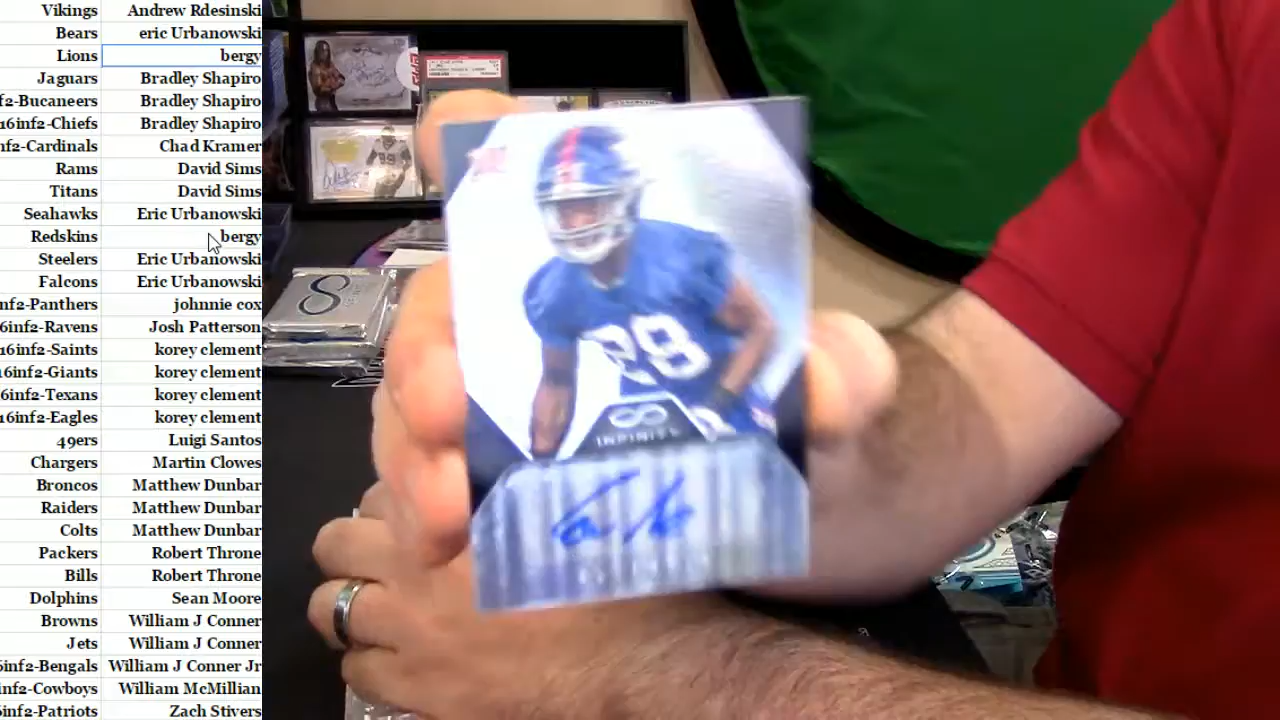 Vikings Andrew Rdesinski
Bears eric Urbanowski
Lions bergy
Jaguars Bradley Shapiro
nf2-Bucaneers Bradley Shapiro
16inf2-Chiefs Bradley Shapiro
nf2-Cardinals Chad Kramer
Rams David Sims
Titans David Sims
Seahawks Eric Urbanowski
Redskins bergy
Steelers Eric Urbanowski
Falcons Eric Urbanowski
nf2-Panthers johnnie cox
6inf2-Ravens Josh Patterson
16inf2-Saints korey clement
16inf2-Giants korey clement
6inf2-Texans korey clement
16inf2-Eagles korey clement
49ers Luigi Santos
Chargers Martin Clowes
Broncos Matthew Dunbar
Raiders Matthew Dunbar
Colts Matthew Dunbar
Packers Robert Throne
Bills Robert Throne
Dolphins Sean Moore
Browns William J Conner
Jets William J Conner
6inf2-Bengals William J Conner Jr
inf2-Cowboys William McMillian
6inf2-Patriots Zach Stivers
28
INFINITE